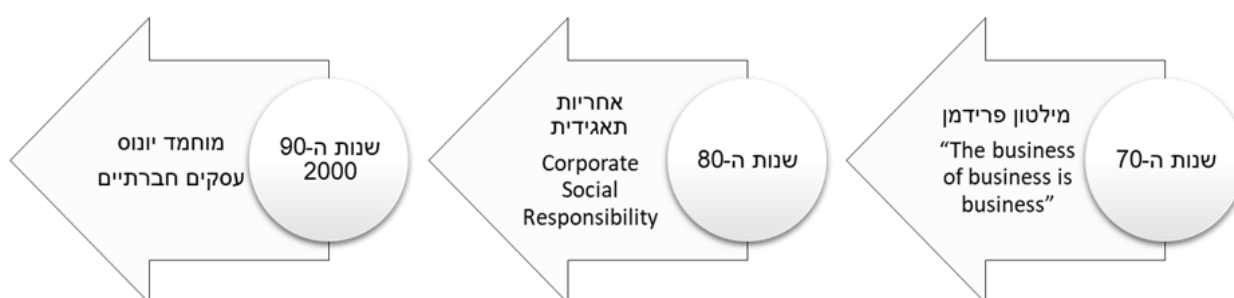 שנות ה-70
מילטון פרידמן
“The business
of business is
business”
שנות ה-80
אחריות
תאגידית
Corporate
Social
Responsibility
שנות ה-90
2000
מוחמד יונוס
עסקים חברתיים